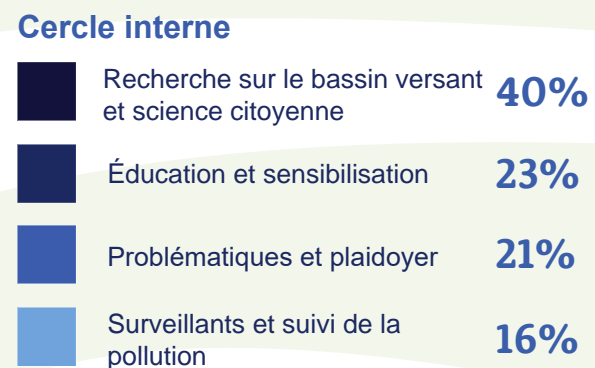 Cercle interne
Recherche sur le bassin versant
et science citoyenne
40%
Éducation et sensibilisation
23%
Problématiques et plaidoyer
21%
Surveillants et suivi de la
pollution
16%